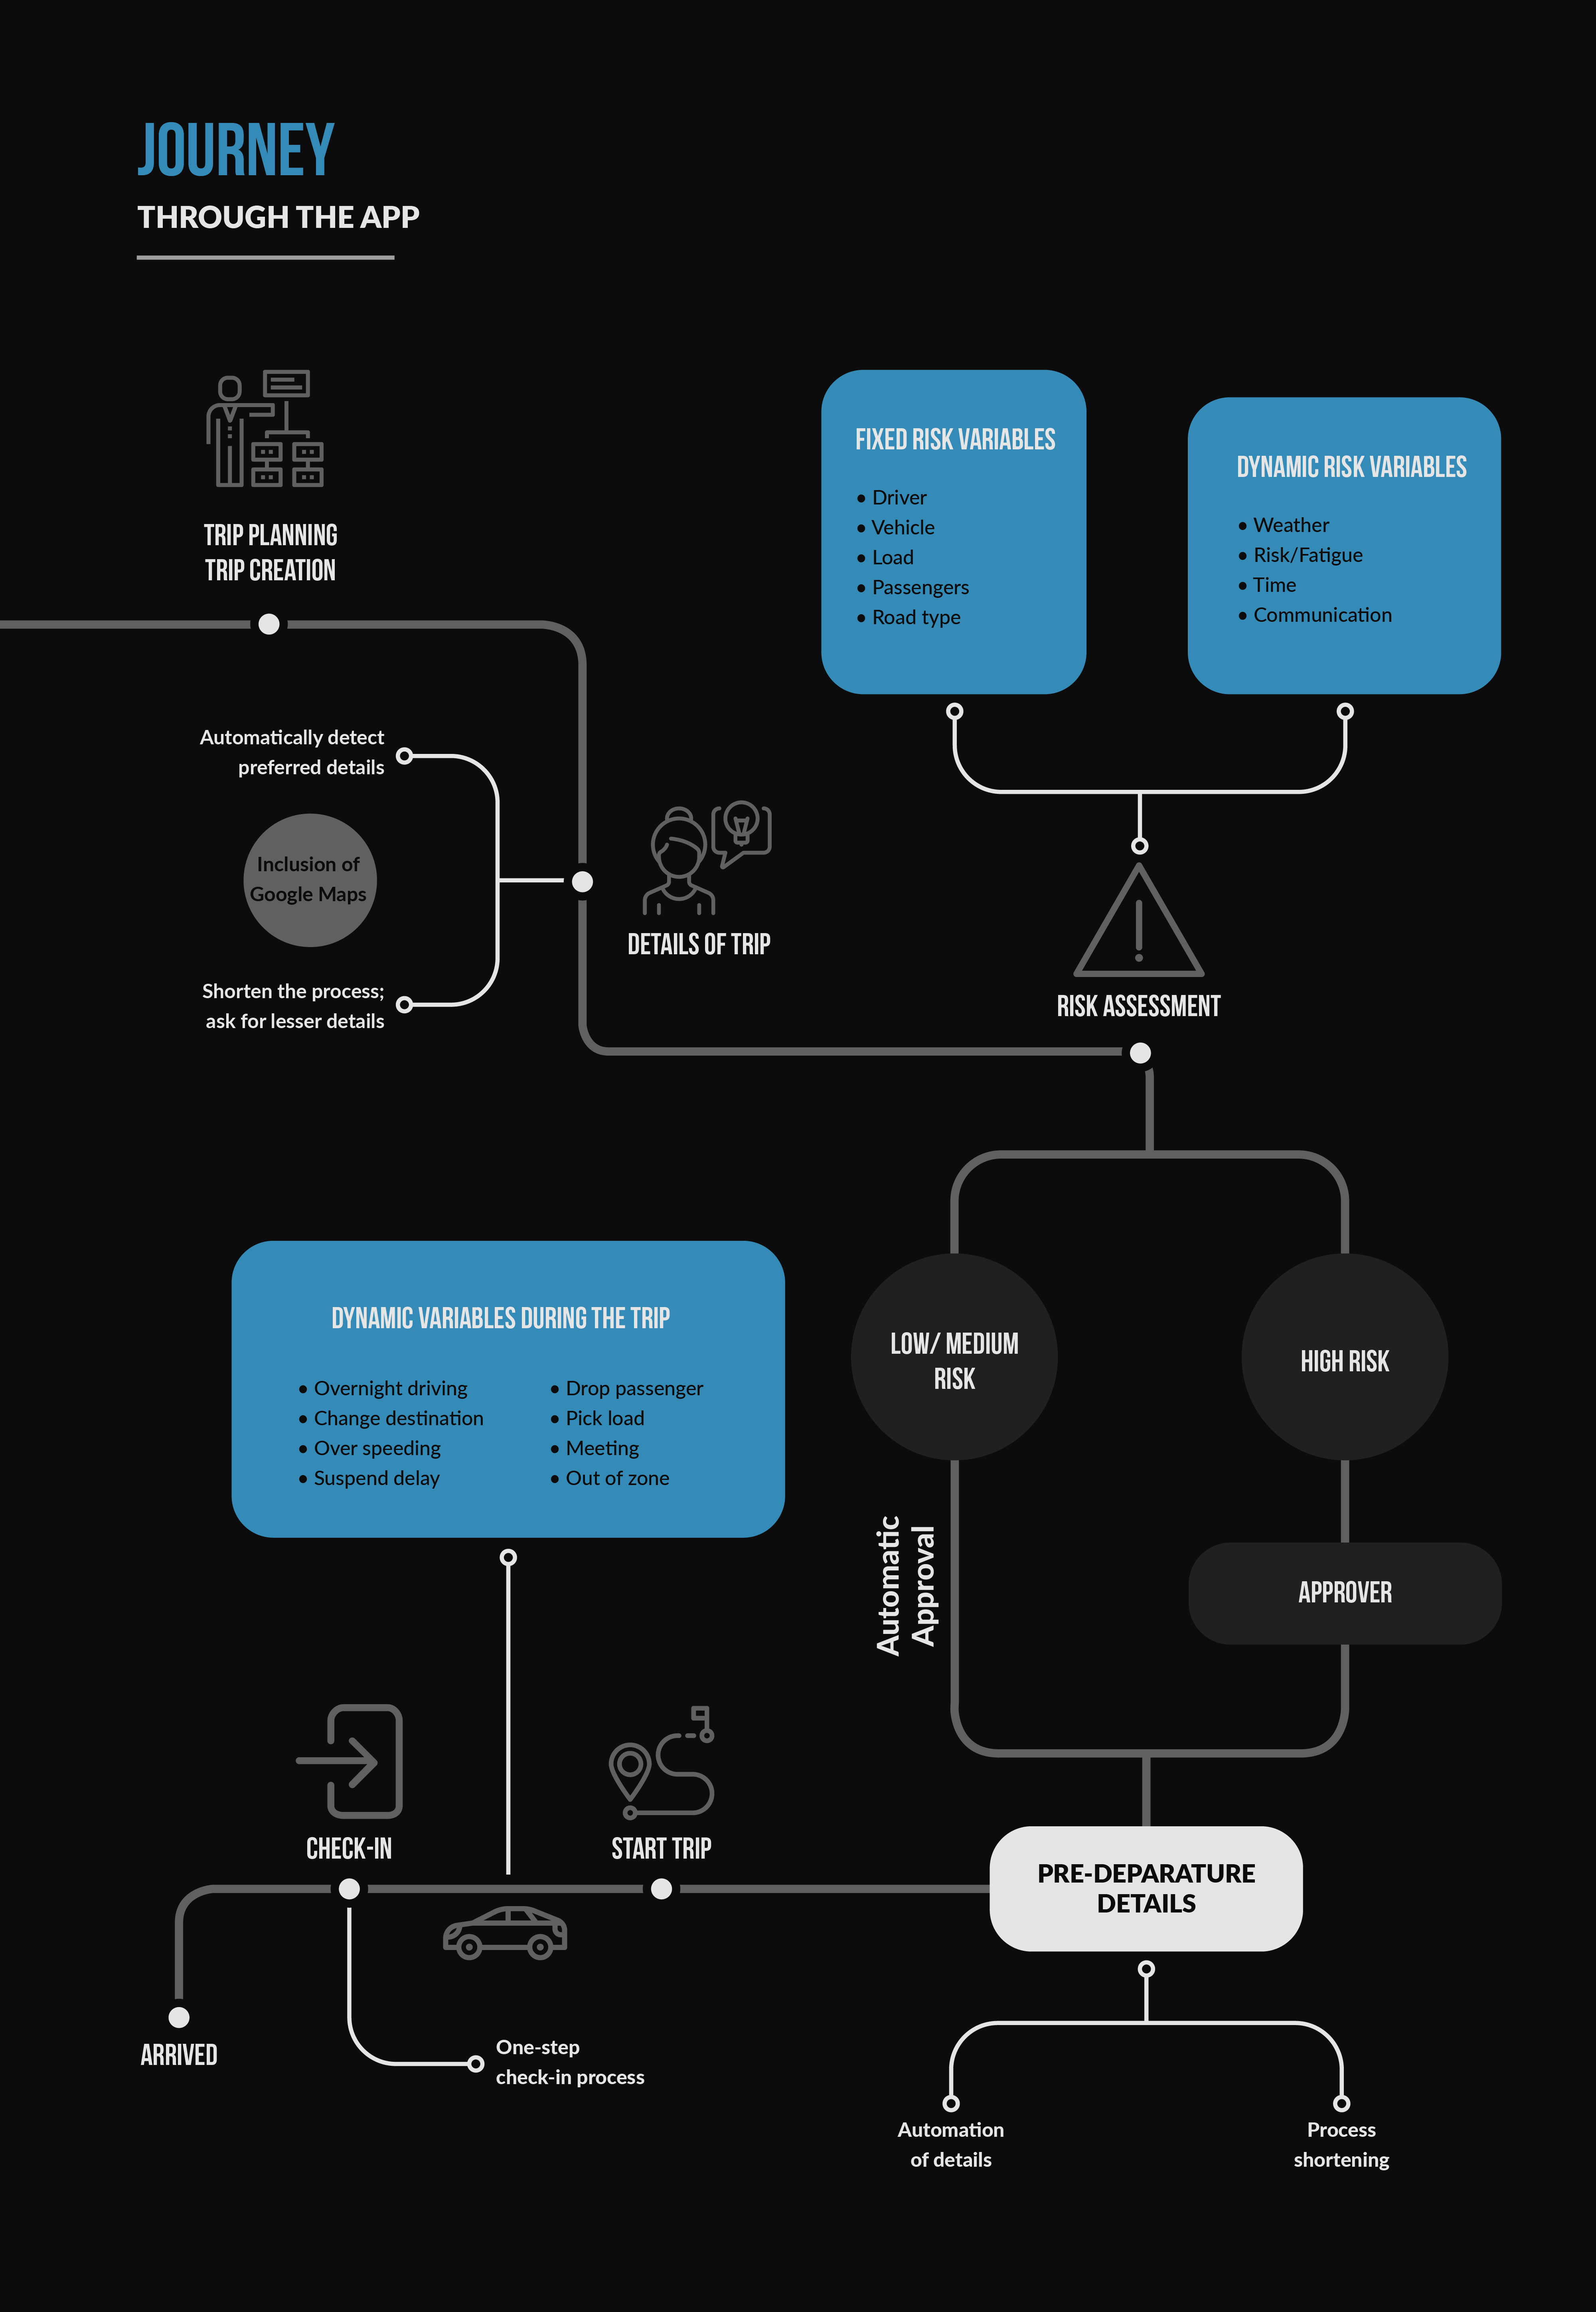 JOURNEY
THROUGH THE APP
TRIP PLANNING
TRIP CREATION
FIXED RISK VARIABLES
• Driver
• Vehicle
• Load
• Passengers
• Road type
DYNAMIC RISK VARIABLES
• Weather
• Risk/Fatigue
• Time
• Communication
Automatically detect
preferred details
Inclusion of
Google Maps
Shorten the process;
ask for lesser details
DETAILS OF TRIP
RISK ASSESSMENT
LOW/ MEDIUM
RISK
HIGH RISK
Automatic
Approval
APPROVER
DYNAMIC VARIABLES DURING THE TRIP
• Overnight driving
• Change destination
• Over speeding
• Suspend delay
• Drop passenger
• Pick load
• Meeting
• Out of zone
CHECK-IN
START TRIP
PRE-DEPARATURE
DETAILS
ARRIVED
One-step
check-in process
Automation
of details
Process
shortening